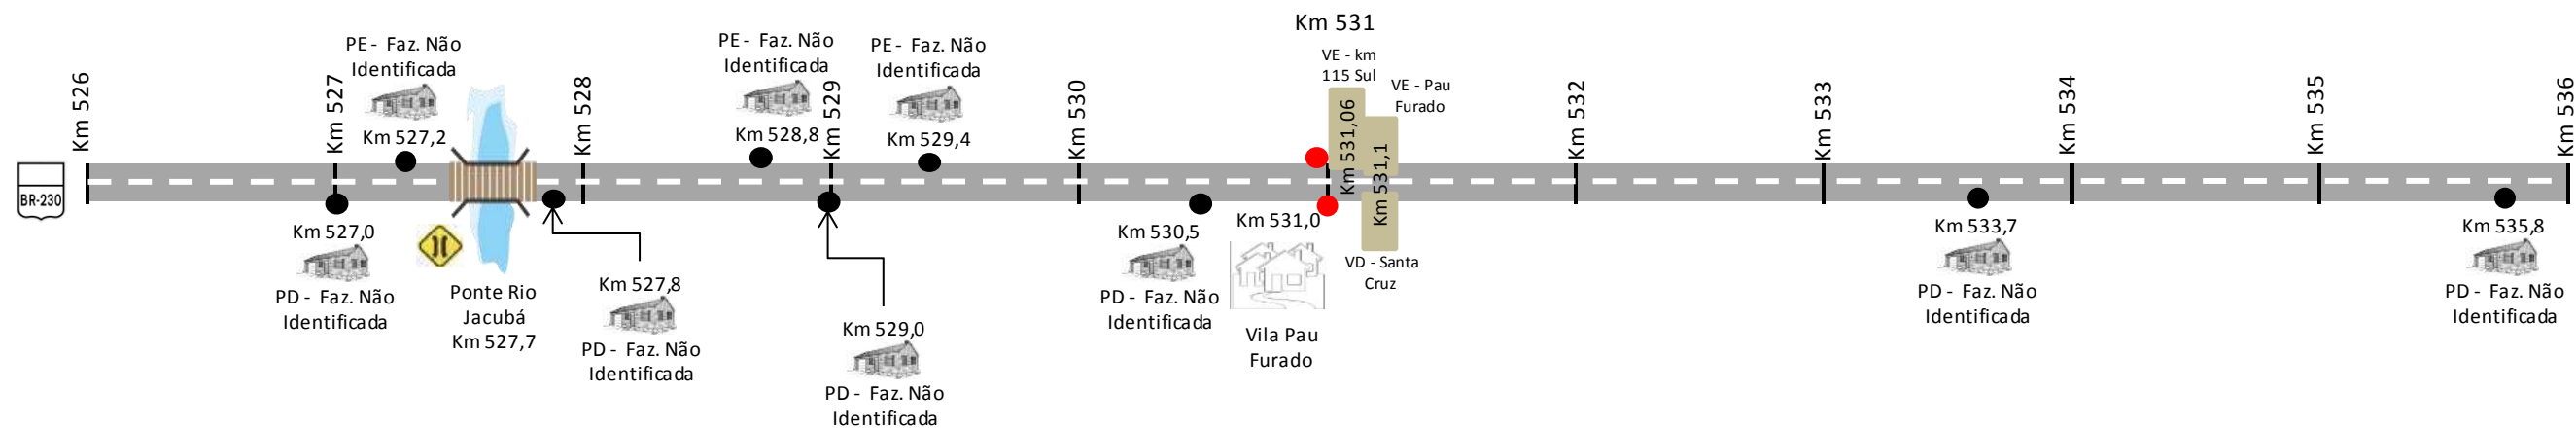 Km 531
PE - Faz. Não
Identificada
Km 527,2
PE - Faz. Não
Identificada
Km 528,8
PE - Faz. Não
Identificada
Km 529,4
VE - km
115 Sul
VE - Pau
Furado
Km 526
Km 527
Km 528
Km 529
Km 530
Km 531,06
Km 531,1
Km 532
Km 533
Km 534
Km 535
Km 536
BR-230
Km 527,0
PD - Faz. Não
Identificada
Ponte Rio
Jacubá
Km 527,7
Km 527,8
PD - Faz. Não
Identificada
Km 529,0
PD - Faz. Não
Identificada
Km 530,5
PD - Faz. Não
Identificada
Km 531,0
Vila Pau
Furado
VD - Santa
Cruz
Km 533,7
PD - Faz. Não
Identificada
Km 535,8
PD - Faz. Não
Identificada